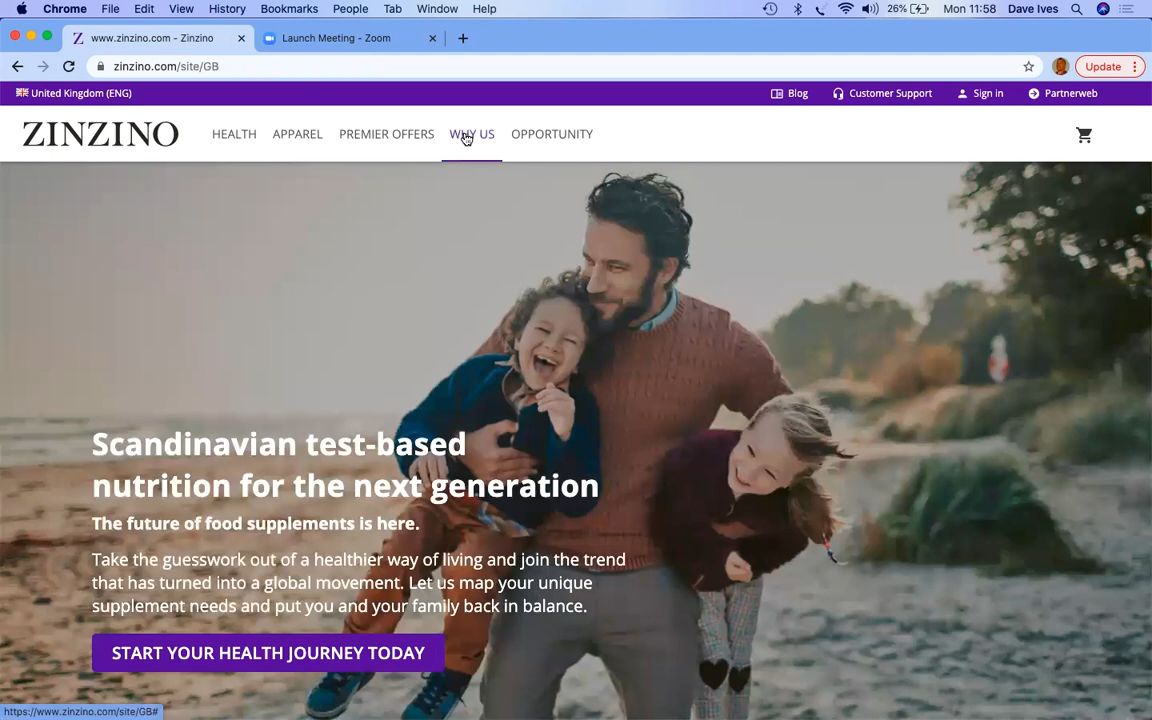 Chrome File Edit View History Bookmarks People Tab Window Help 26% Mon 11:58 Dave Ives
www.zinzino.com - Zinzino Launch Meeting - Zoom
zinzino.com/site/GB Update
United Kingdom (ENG) Blog Customer Support Sign in Partnerweb
ZINZINO HEALTH APPAREL PREMIER OFFERS WHY US OPPORTUNITY
Scandinavian test-based
nutrition for the next generation
The future of food supplements is here.
Take the guesswork out of a healthier way of living and join the trend
that has turned into a global movement. Let us map your unique
supplement needs and put you and your family back in balance.
START YOUR HEALTH JOURNEY TODAY
https://www.zinzino.com/site/GB#